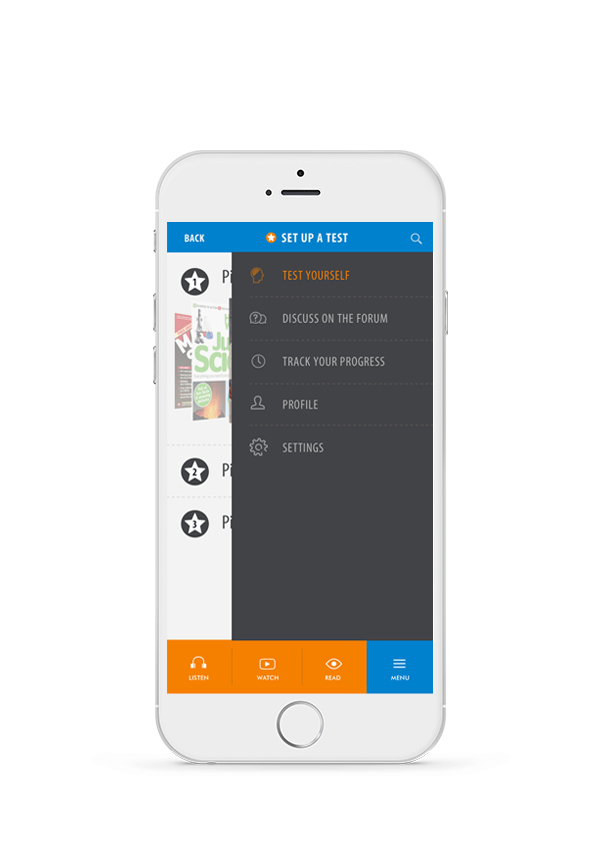 BACK
SET UP A TEST
1 Pi
TEST YOURSELF
DISCUSS ON THE FORUM
TRACK YOUR PROGRESS
PROFILE
SETTINGS
2 Pi
3 Pi
LISTEN
WATCH
READ
MENU